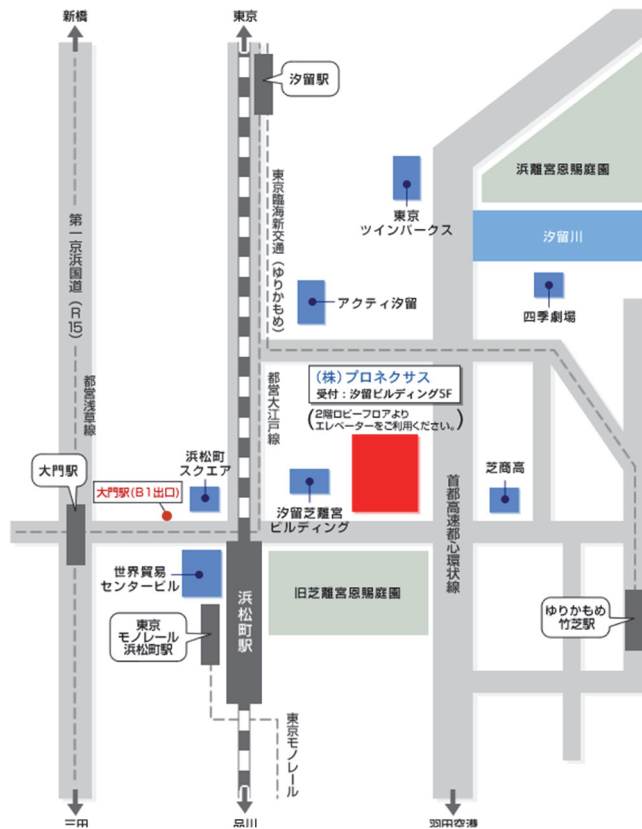 新橋
東京
汐留駅
浜離宮恩賜庭園
東京
ツインパークス
汐留川
東京臨海新交通(ゆりかもめ)
第一京浜国道(R15)
アクティ汐留
四季劇場
都営浅草線
都営大江戸線
(株)プロネクサス
受付:汐留ビルディング5F
(2階ロビーフロアより
エレベーターをご利用ください。)
浜松町
スクエア
大門駅
大門駅(B1出口)
汐留芝離宮
ビルディング
首都高速都心環状線
芝商高
世界貿易
センタービル
浜松町駅
旧芝離宮恩賜庭園
東京
モノレール
浜松町駅
ゆりかもめ
竹芝駅
東京モノレール
三田
品川
羽田空港